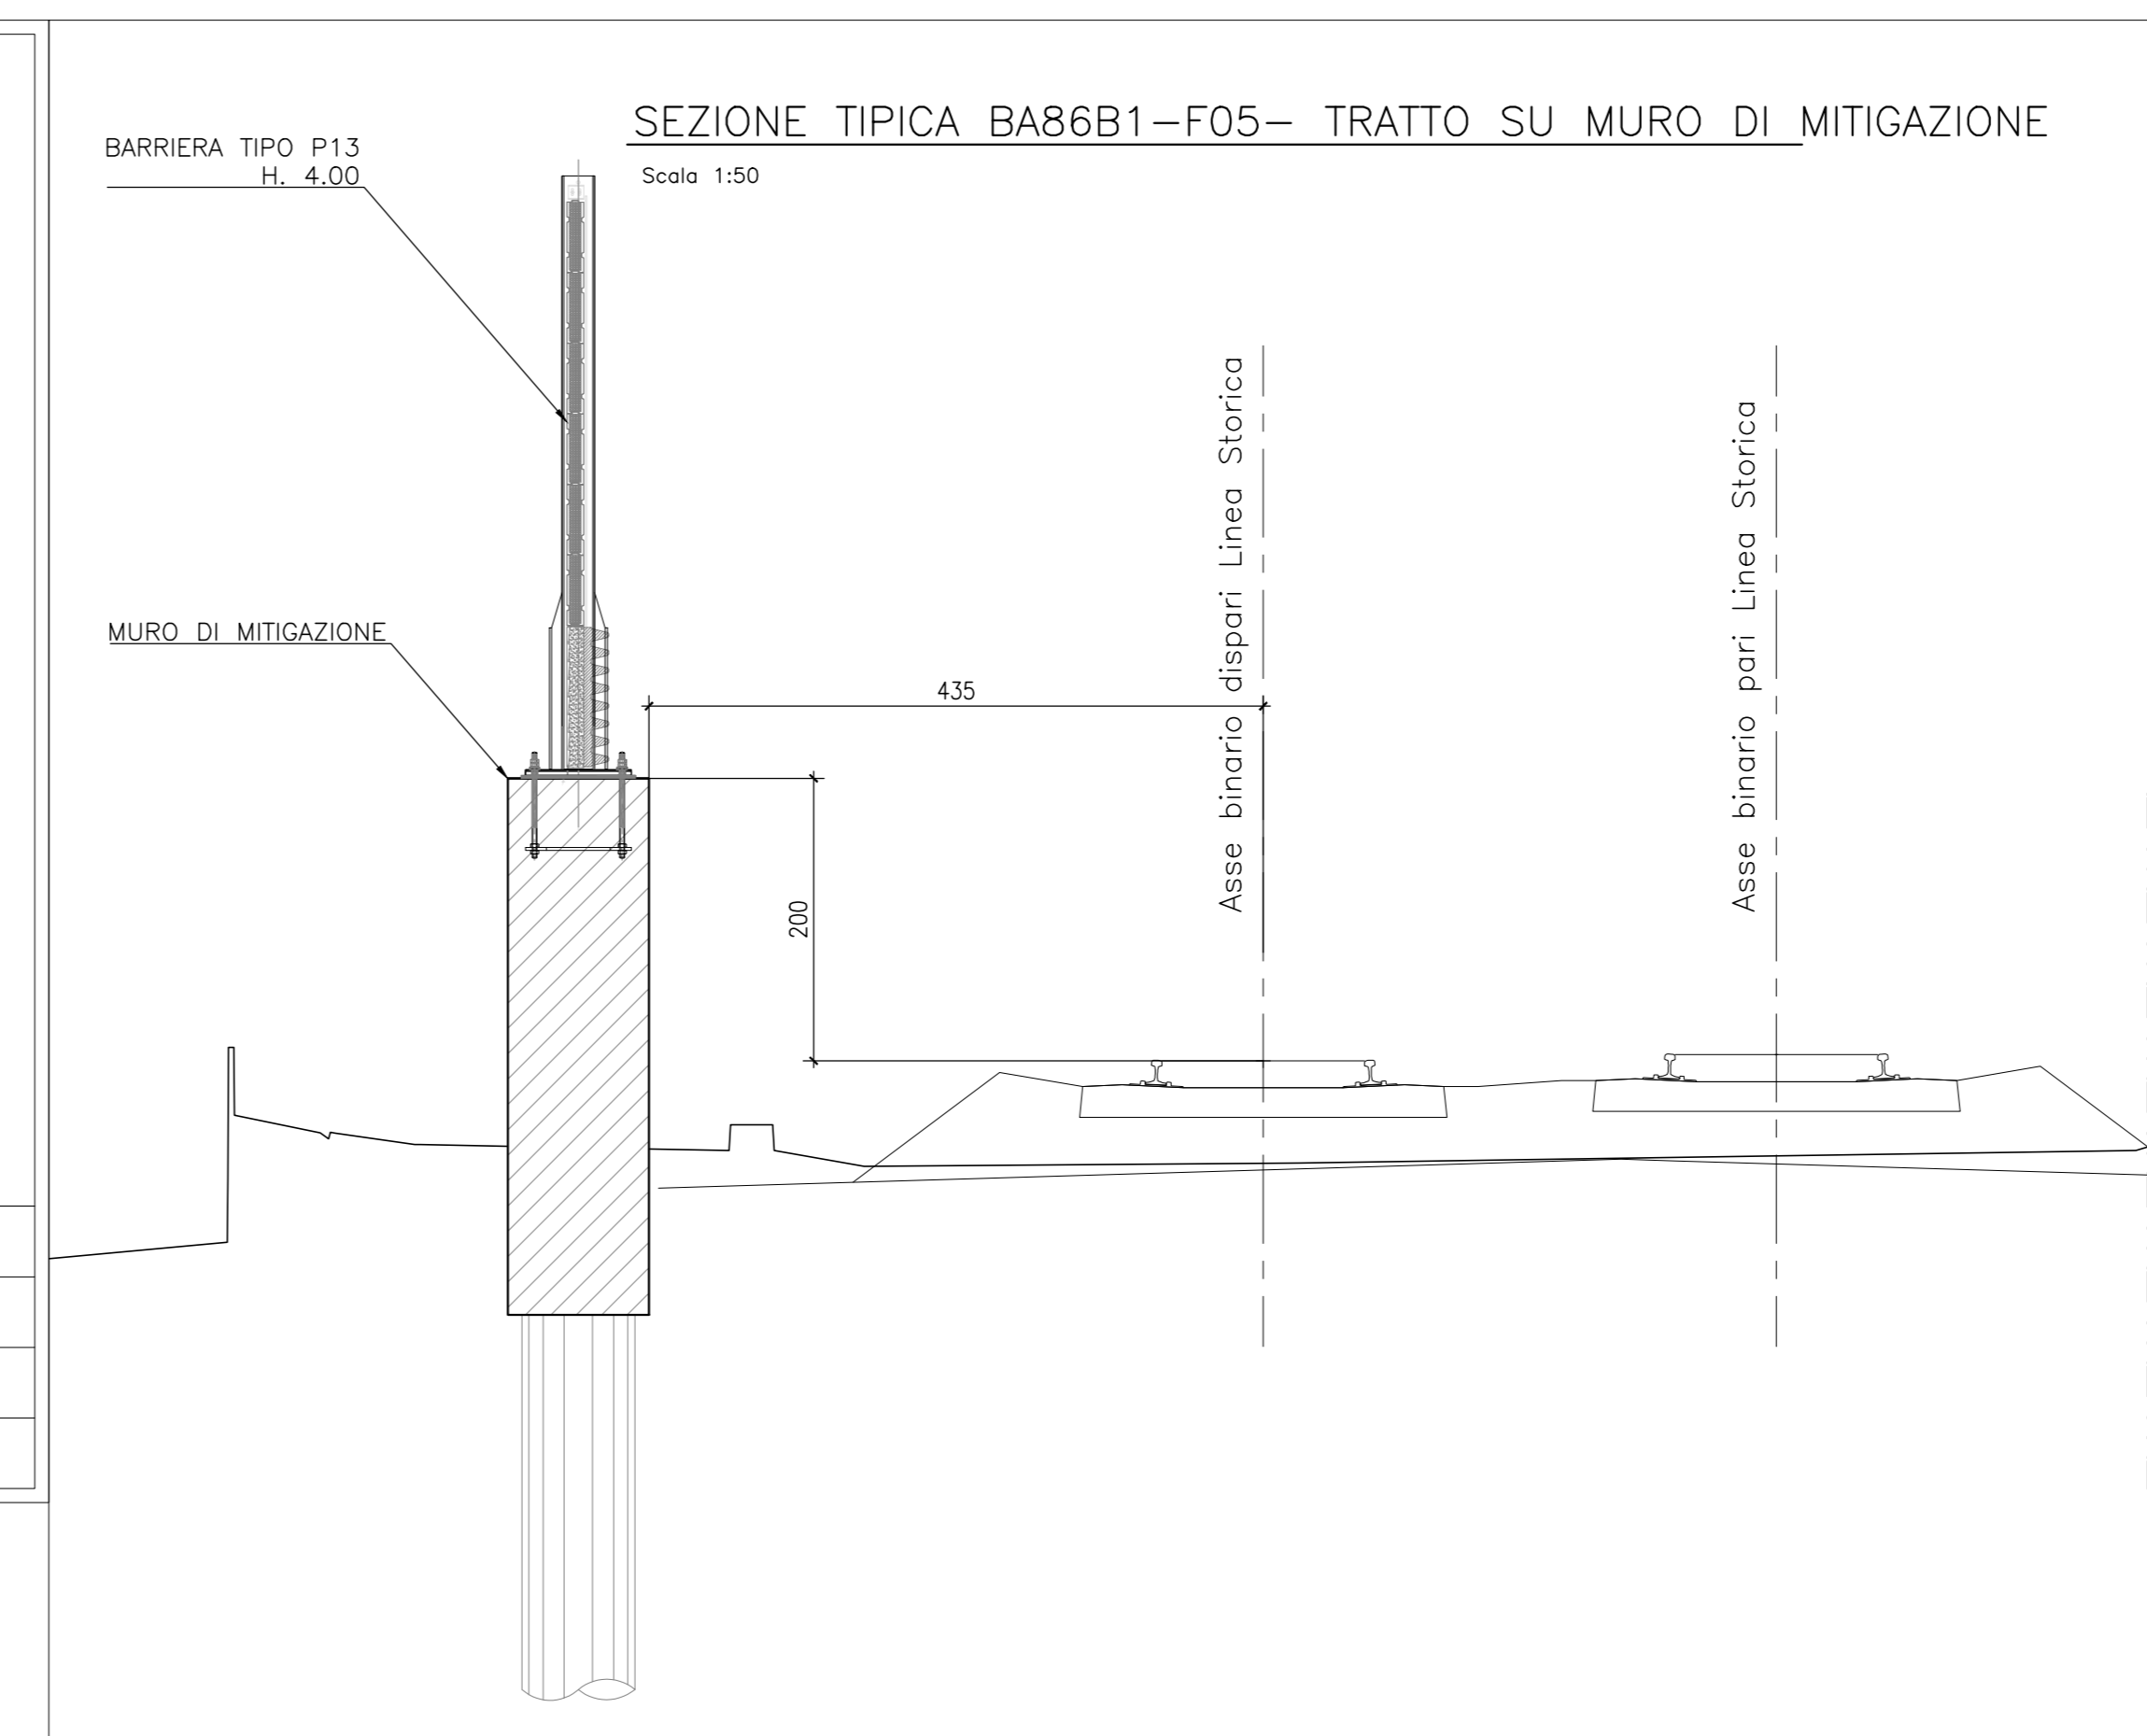 SEZIONE TIPICA BA86B1-F05- TRATTO SU MURO DI MITIGAZIONE
Scala 1:50
BARRIERA TIPO P13
H. 4.00
MURO DI MITIGAZIONE
435
200
Asse binario dispari Linea Storica
Asse binario pari Linea Storica